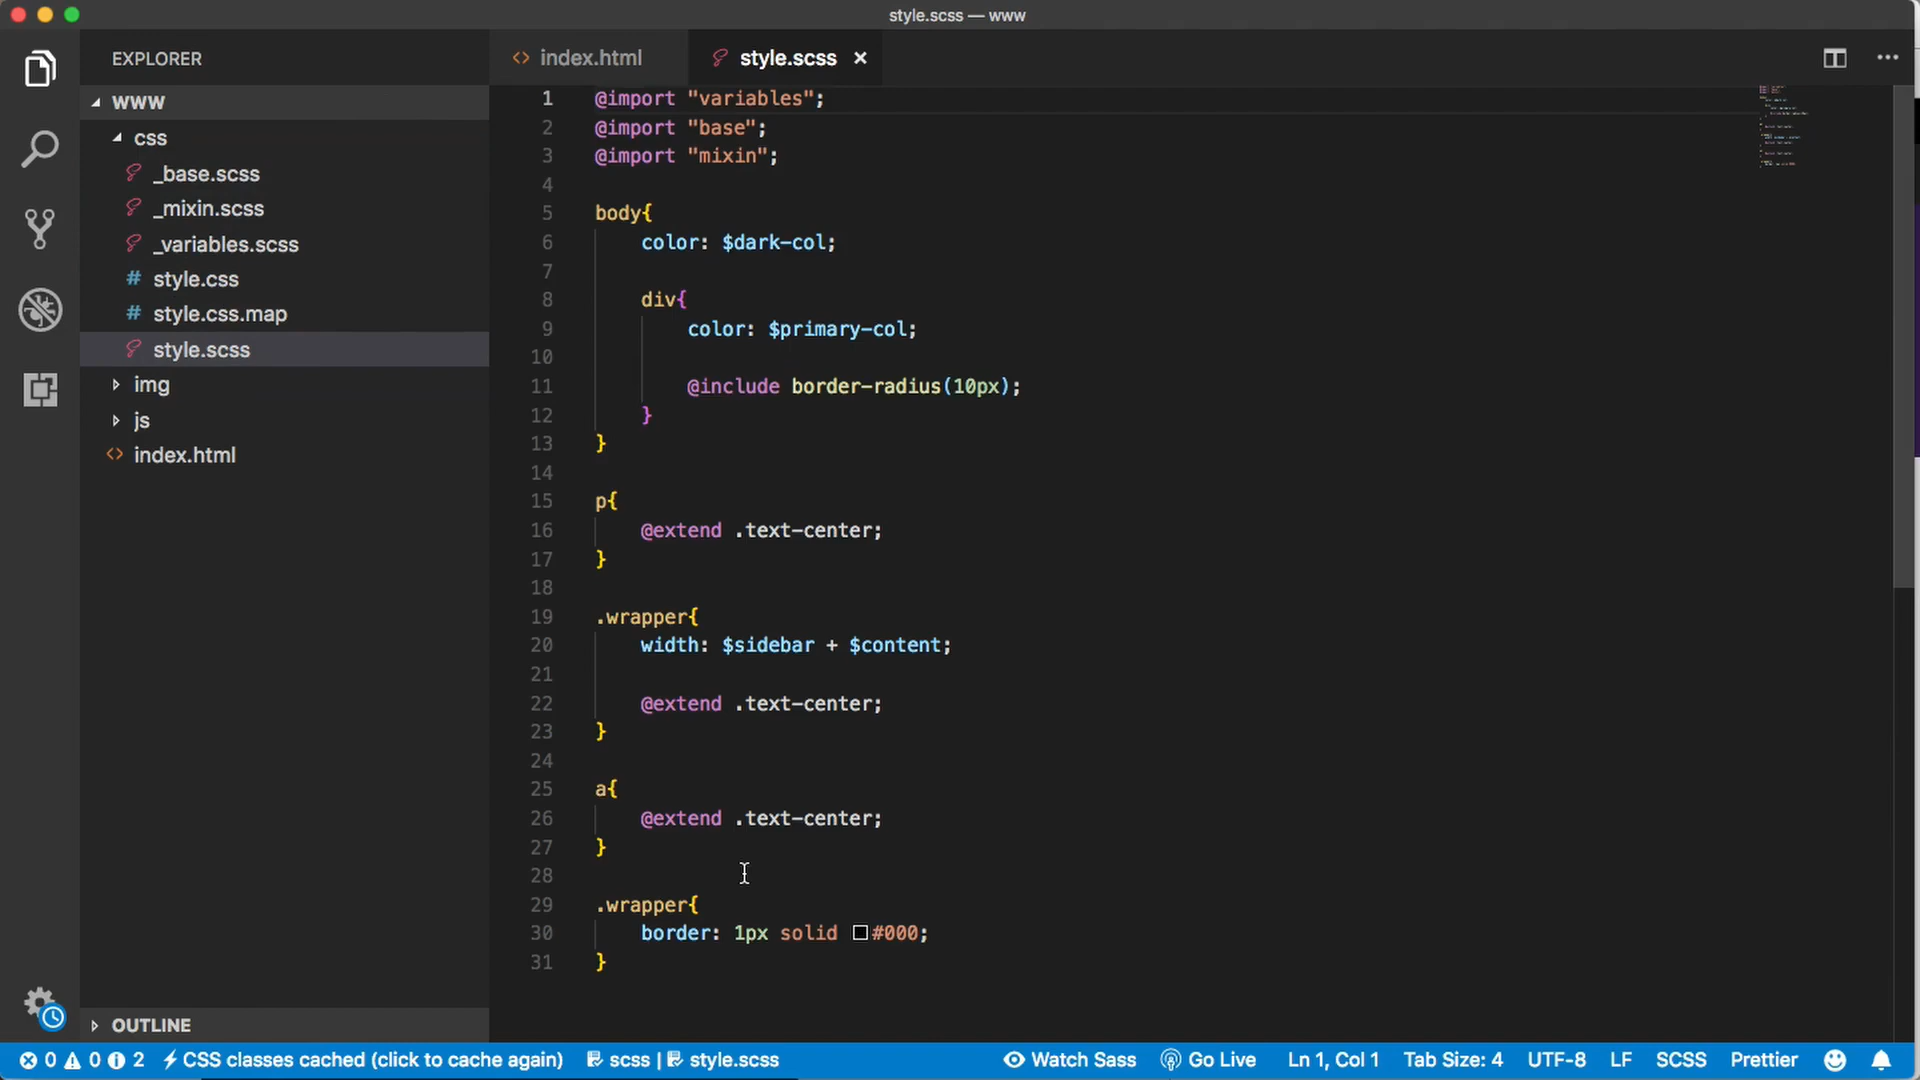 style.scss — www
EXPLORER
WWW
css
_base.scss
_mixin.scss
_variables.scss
# style.css
# style.css.map
style.scss
img
js
<> index.html
OUTLINE
<> index.html
style.scss ×
1 @import "variables";
2 @import "base";
3 @import "mixin";
4
5 body{
6 color: $dark-col;
7
8 div{
9 color: $primary-col;
10
11 @include border-radius(10px);
12 }
13 }
14
15 p{
16 @extend .text-center;
17 }
18
19 .wrapper{
20 width: $sidebar + $content;
21
22 @extend .text-center;
23 }
24
25 a{
26 @extend .text-center;
27 }
28
29 .wrapper{
30 border: 1px solid #000;
31 }
0 0 2 CSS classes cached (click to cache again) scss | style.scss Watch Sass Go Live Ln 1, Col 1 Tab Size: 4 UTF-8 LF SCSS Prettier